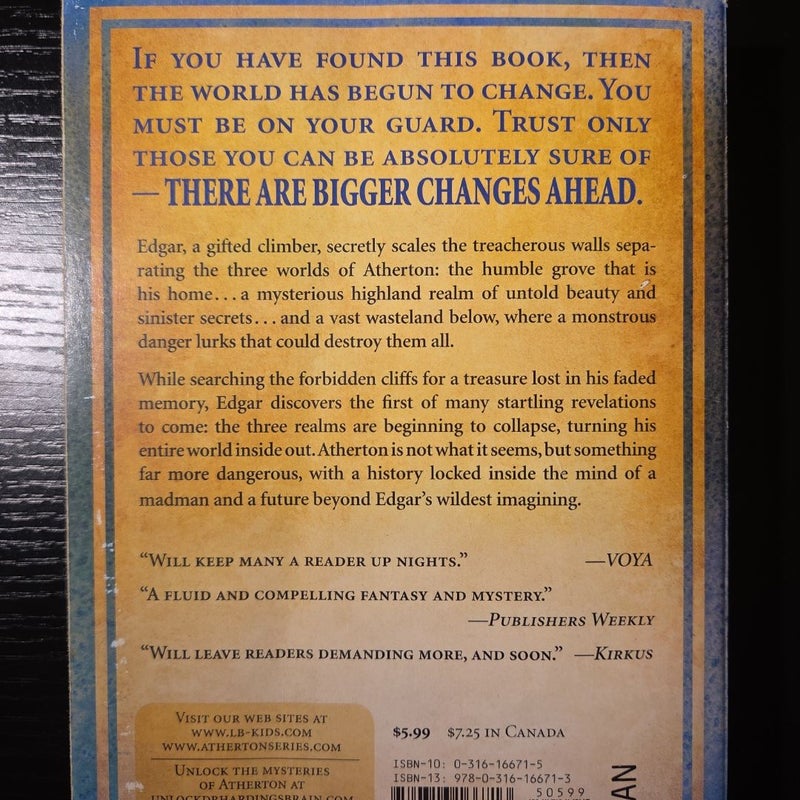 IF YOU HAVE FOUND THIS BOOK, THEN
THE WORLD HAS BEGUN TO CHANGE. YOU
MUST BE ON YOUR GUARD. TRUST ONLY
THOSE YOU CAN BE ABSOLUTELY SURE OF
— THERE ARE BIGGER CHANGES AHEAD.
Edgar, a gifted climber, secretly scales the treacherous walls sepa-
rating the three worlds of Atherton: the humble grove that is
his home...a mysterious highland realm of untold beauty and
sinister secrets...and a vast wasteland below, where a monstrous
danger lurks that could destroy them all.
While searching the forbidden cliffs for a treasure lost in his faded
memory, Edgar discovers the first of many startling revelations
to come: the three realms are beginning to collapse, turning his
entire world inside out. Atherton is not what it seems, but something
far more dangerous, with a history locked inside the mind of a
madman and a future beyond Edgar's wildest imagining.
"WILL KEEP MANY A READER UP NIGHTS." —VOYA
"A FLUID AND COMPELLING FANTASY AND MYSTERY."
—PUBLISHERS WEEKLY
"WILL LEAVE READERS DEMANDING MORE, AND SOON." —KIRKUS
VISIT OUR WEB SITES AT
WWW.LB-KIDS.COM
WWW.ATHERTONSERIES.COM
UNLOCK THE MYSTERIES
OF ATHERTON AT
UNLOCKDRHARDINGSBRAIN.COM
$5.99 $7.25 IN CANADA
ISBN-10: 0-316-16671-5
ISBN-13: 978-0-316-16671-3
50599
AN